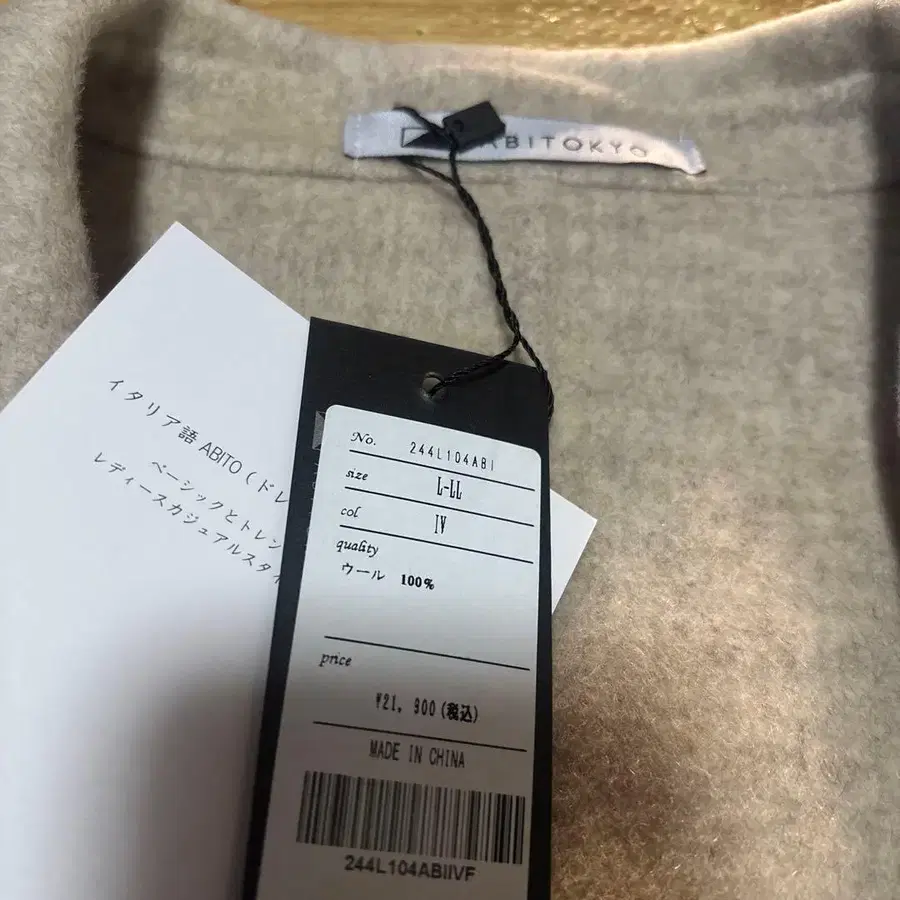 ABITOKYO
イタリア語 ABITO ( ドレ
ベーシックとトレン
レディースカジュアルスタイ
No. 244L104ABI
size L-LL
col IV
quality
ウール 100%
price
¥21, 900(税込)
MADE IN CHINA
244L104ABIIVF